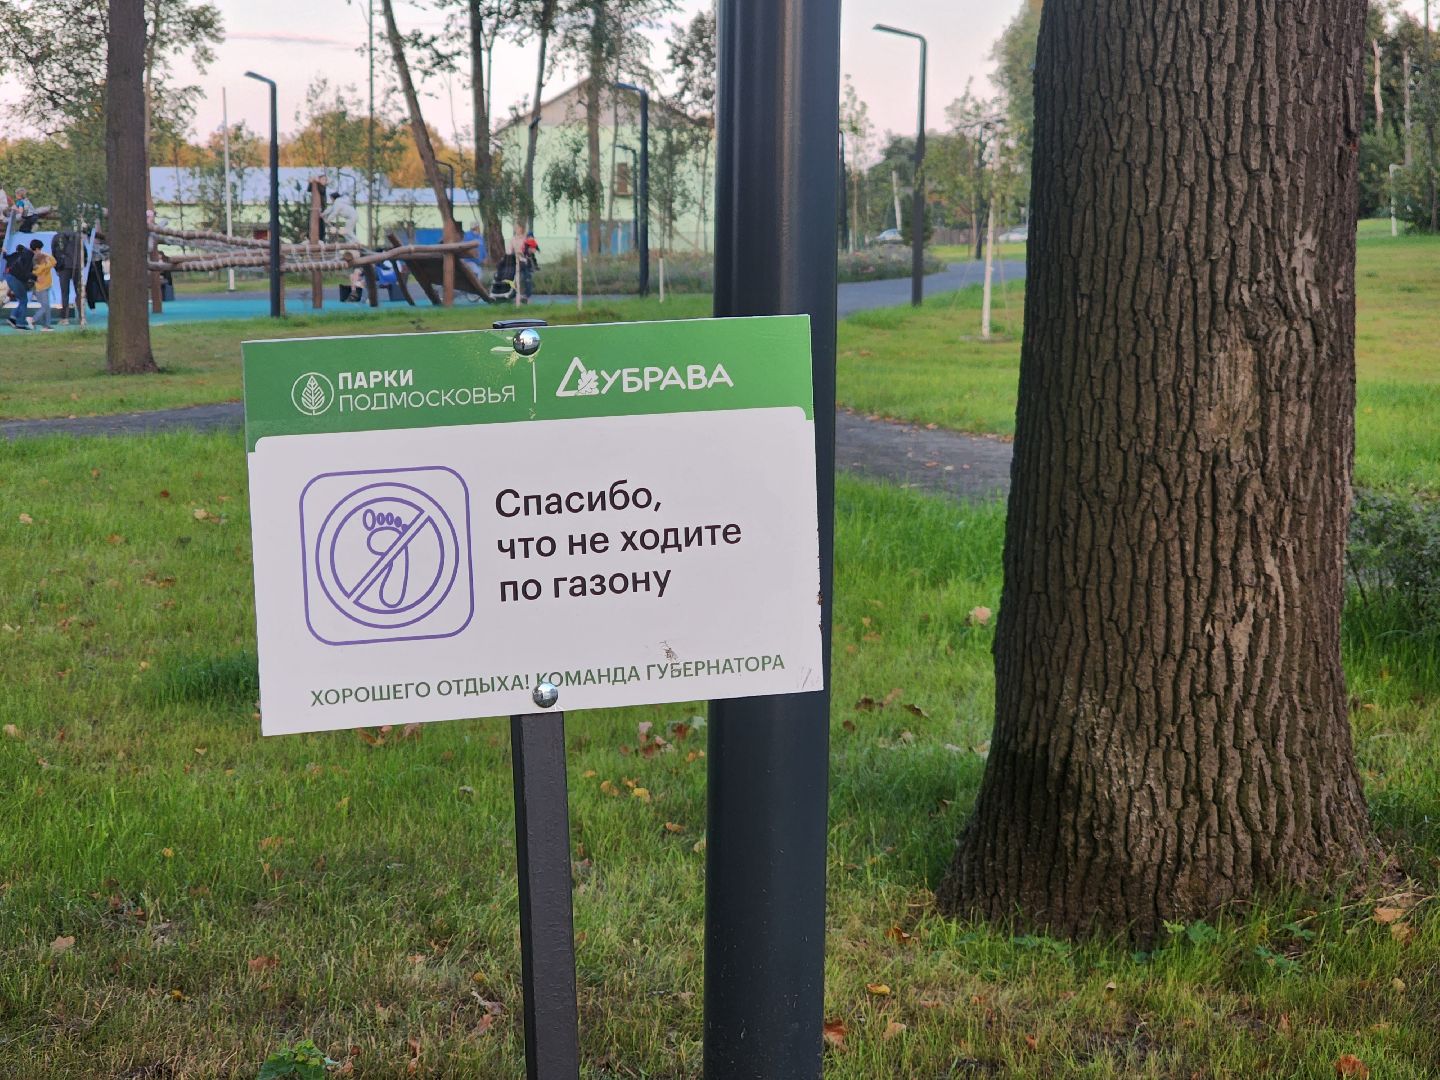 ПАРКИ
ПОДМОСКОВЬЯ
ДУБРАВА
Спасибо,
что не ходите
по газону
ХОРОШЕГО ОТДЫХА! КОМАНДА ГУБЕРНАТОРА